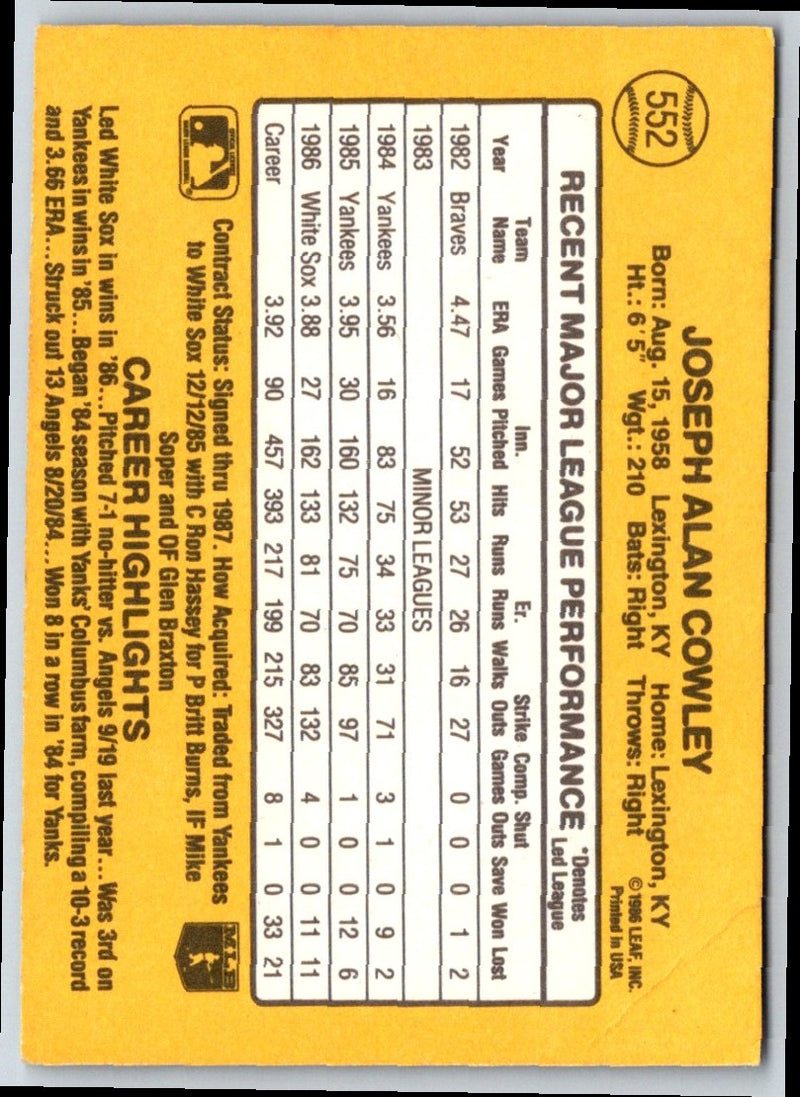 552
JOSEPH ALAN COWLEY
Born: Aug. 15, 1958 Lexington, KY Home: Lexington, KY
Ht.: 6' 5" Wgt.: 210 Bats: Right Throws: Right
©1986 LEAF, INC.
Printed in USA
RECENT MAJOR LEAGUE PERFORMANCE *Denotes Led League
Year Team Name ERA Games Inn. Pitched Hits Runs Er. Runs Walks Strike Outs Comp. Games Shut Outs Save Won Lost
1982 Braves 4.47 17 52 53 27 26 16 27 0 0 0 1 2
1983 MINOR LEAGUES
1984 Yankees 3.56 16 83 75 34 33 31 71 3 1 0 9 2
1985 Yankees 3.95 30 160 132 75 70 85 97 1 0 0 12 6
1986 White Sox 3.88 27 162 133 81 70 83 132 4 0 0 11 11
Career 3.92 90 457 393 217 199 215 327 8 1 0 33 21
Contract Status: Signed thru 1987. How Acquired: Traded from Yankees
to White Sox 12/12/85 with C Ron Hassey for P Britt Burns, IF Mike
Soper and OF Glen Braxton
MLB
CAREER HIGHLIGHTS
Led White Sox in wins in '86...Pitched 7-1 no-hitter vs. Angels 9/19 last year...Was 3rd on
Yankees in wins in '85...Began '84 season with Yanks' Columbus farm, compiling a 10-3 record
and 3.66 ERA...Struck out 13 Angels 8/20/84...Won 8 in a row in '84 for Yanks.